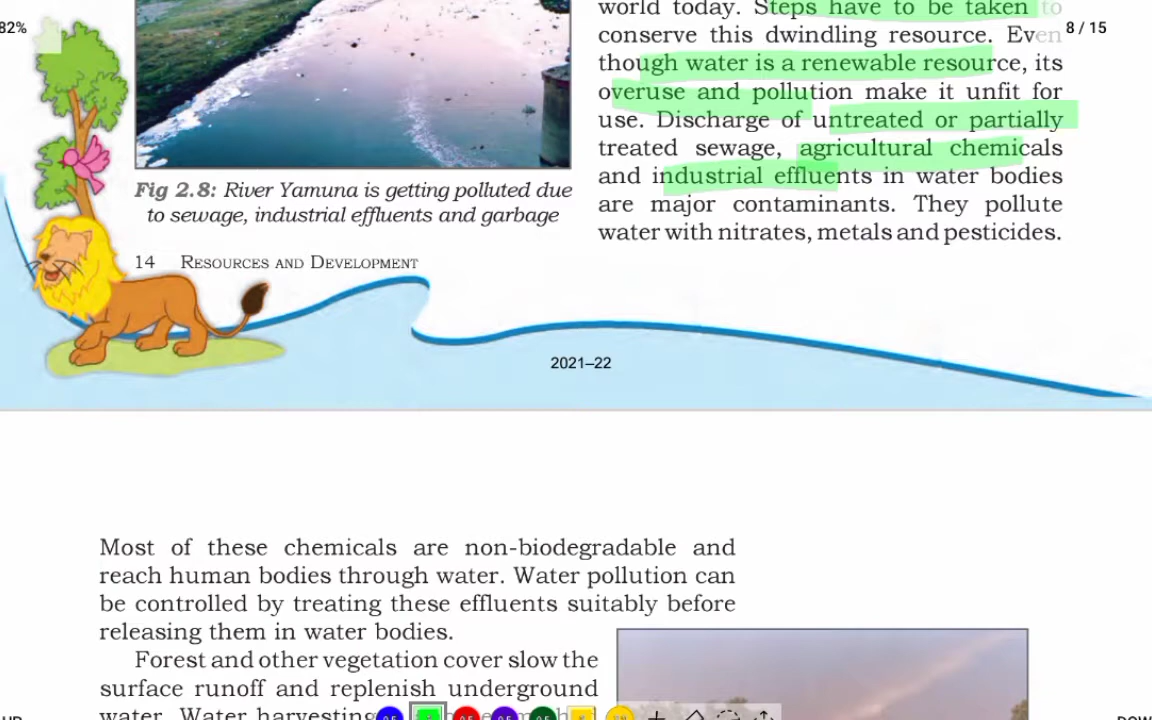 82%
world today. Steps have to be taken to
conserve this dwindling resource. Even
8 / 15
though water is a renewable resource, its
overuse and pollution make it unfit for
use. Discharge of untreated or partially
treated sewage, agricultural chemicals
and industrial effluents in water bodies
are major contaminants. They pollute
water with nitrates, metals and pesticides.
Fig 2.8: River Yamuna is getting polluted due
to sewage, industrial effluents and garbage
14 RESOURCES AND DEVELOPMENT
2021–22
Most of these chemicals are non-biodegradable and
reach human bodies through water. Water pollution can
be controlled by treating these effluents suitably before
releasing them in water bodies.
Forest and other vegetation cover slow the
surface runoff and replenish underground
water. Water harvesting